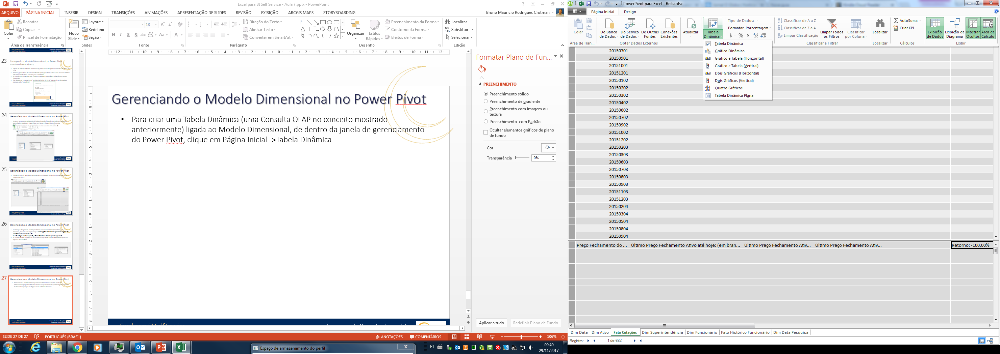 Excel para BI Self Service - Aula 7.pptx - PowerPoint
ARQUIVO PÁGINA INICIAL INSERIR DESIGN TRANSIÇÕES ANIMAÇÕES APRESENTAÇÃO DE SLIDES REVISÃO EXIBIÇÃO ARCGIS MAPS STORYBOARDING
Bruno Mauricio Rodrigues Crotman
Colar
Recortar
Copiar
Pincel de Formatação
Área de Transferência
Novo
Slide
Layout
Redefinir
Seção
Slides
18
N I S S abc AV Aa A
Fonte
Direção do Texto
Alinhar Texto
Converter em SmartArt
Parágrafo
Organizar
Estilos
Rápidos
Preenchimento da Forma
Contorno da Forma
Efeitos de Forma
Desenho
Localizar
Substituir
Selecionar
Edição
23
Carregando o Modelo Dimensional no Power Pivot
usando o Power Query
24
Gerenciando o Modelo Dimensional no Power Pivot
25
Gerenciando o Modelo Dimensional no Power Pivot
26
Gerenciando o Modelo Dimensional no Power Pivot
27
Gerenciando o Modelo Dimensional no Power Pivot
Gerenciando o Modelo Dimensional no Power Pivot
• Para criar uma Tabela Dinâmica (uma Consulta OLAP no conceito mostrado
anteriormente) ligada ao Modelo Dimensional, de dentro da janela de gerenciamento
do Power Pivot, clique em Página Inicial ->Tabela Dinâmica
Formatar Plano de Fun...
PREENCHIMENTO
Preenchimento sólido
Preenchimento de gradiente
Preenchimento com imagem ou
textura
Preenchimento com Padrão
Ocultar elementos gráficos de plano
de fundo
Cor
Transparência 0%
Aplicar a tudo Redefinir Plano de Fundo
SLIDE 27 DE 27 PORTUGUÊS (BRASIL) ANOTAÇÕES COMENTÁRIOS 106%
Espaço de armazenamento do perfil
PT
09:40
29/11/2017
PowerPivot para Excel - Bolsa.xlsx
Página Inicial Design
Colar
Área de Tran...
Do Banco
de Dados
Do Serviço
de Dados
De Outras
Fontes
Conexões
Existentes
Obter Dados Externos
Atualizar
Tabela
Dinâmica
Tipo de Dados:
Formatar: Porcentagem
$ % ,
Classificar de A a Z
Classificar de Z a A
Limpar Classificação
Limpar Todos
os Filtros
Classificar
por Coluna
Classificar e Filtrar
Localizar
Localizar
AutoSoma
Criar KPI
Cálculos
Exibição
de Dados
Exibição de
Diagrama
Mostrar
Ocultos
Área de
Cálculo
Exibir
Tabela Dinâmica
Gráfico Dinâmico
Gráfico e Tabela (Horizontal)
Gráfico e Tabela (Vertical)
Dois Gráficos (Horizontal)
Dois Gráficos (Vertical)
Quatro Gráficos
Tabela Dinâmica Plana
20150701
20150901
20151001
20151201
20150102
20150202
20150302
20150402
20150602
20150702
20150902
20151002
20151202
20150203
20150303
20150603
20150703
20150803
20150903
20151103
20151203
20150204
20150304
20150504
20150804
20150904
Preço Fechamento do ... Último Preço Fechamento Ativo até hoje: (em bran... Último Preço Fechamento Ativ... Último Preço Fechamento Ativ... Retorno: -100,00%
Dim Data Dim Ativo Fato Cotações Dim Superintendência Dim Funcionário Fato Histórico Funcionário Dim Data Pesquisa
Registro: 1 de 682